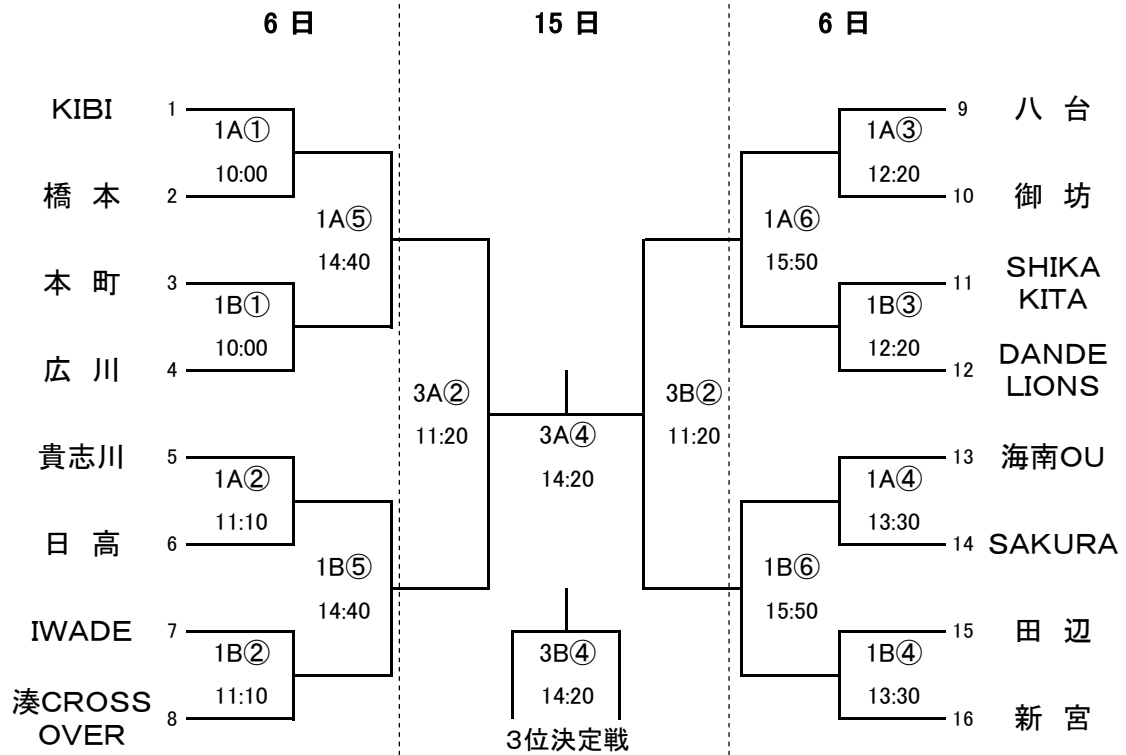 6 日
15 日
6 日
KIBI
1
1A①
10:00
橋 本
2
1A⑤
14:40
本 町
3
1B①
10:00
広 川
4
3A②
11:20
貴志川
5
1A②
11:10
日 高
6
1B⑤
14:40
IWADE
7
1B②
11:10
湊CROSS
OVER
8
3A④
14:20
3B④
14:20
3位決定戦
9
八 台
1A③
12:20
10
御 坊
1A⑥
15:50
11
SHIKA
KITA
1B③
12:20
12
DANDE
LIONS
3B②
11:20
13
海南OU
1A④
13:30
14
SAKURA
1B⑥
15:50
15
田 辺
1B④
13:30
16
新 宮